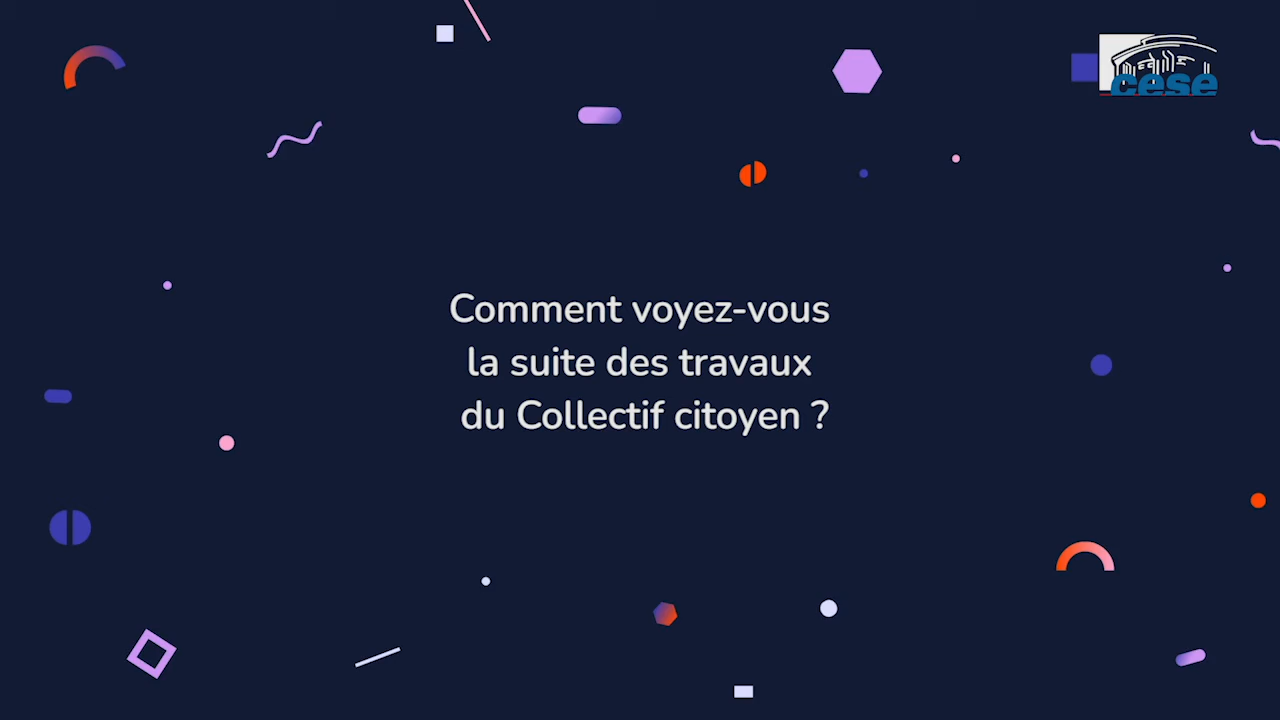 cese
Comment voyez-vous
la suite des travaux
du Collectif citoyen ?